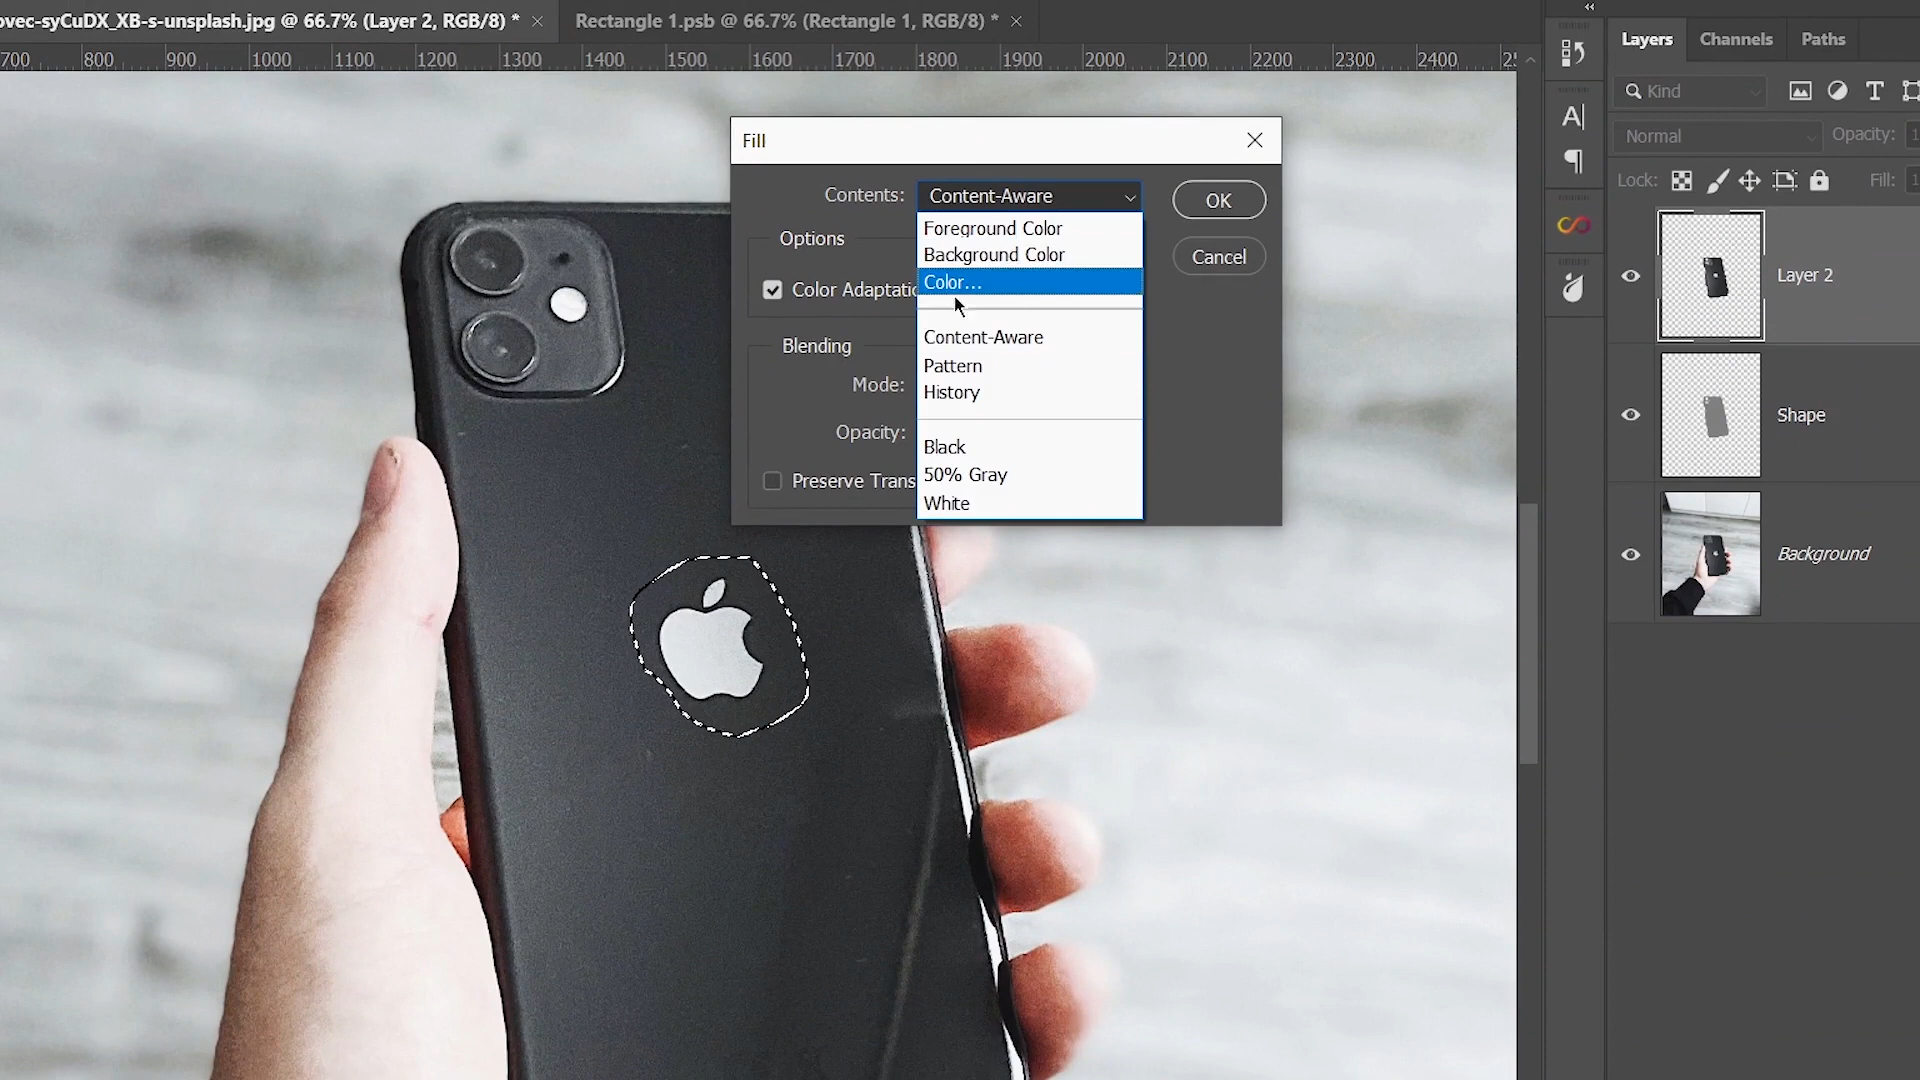 ovec-syCuDX_XB-s-unsplash.jpg @ 66.7% (Layer 2, RGB/8) *
Rectangle 1.psb @ 66.7% (Rectangle 1, RGB/8) *
700 800 900 1000 1100 1200 1300 1400 1500 1600 1700 1800 1900 2000 2100 2200 2300 2400
Layers Channels Paths
Kind
Normal Opacity:
Lock: Fill:
Layer 2
Shape
Background
Fill
Contents: Content-Aware
OK
Cancel
Options
Color Adaptatio
Blending
Mode:
Opacity:
Preserve Trans
Foreground Color
Background Color
Color...
Content-Aware
Pattern
History
Black
50% Gray
White